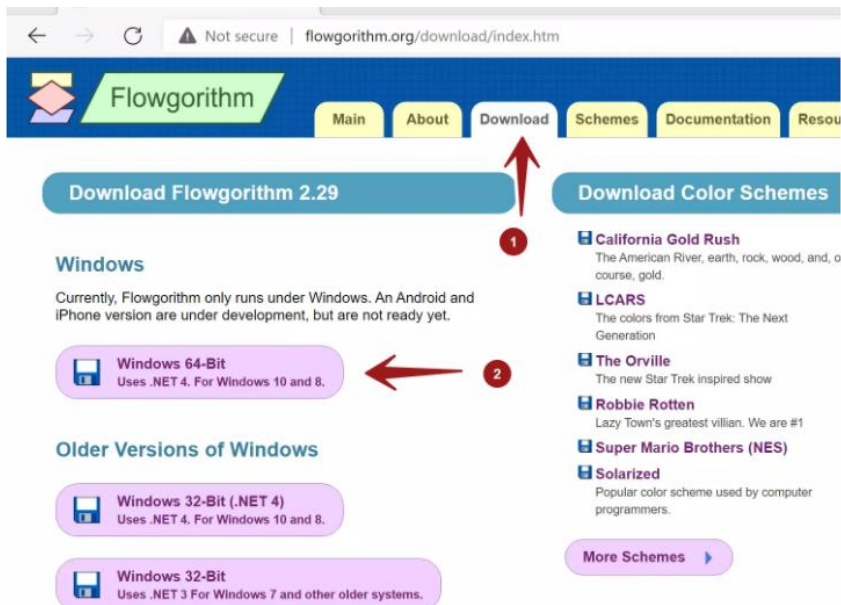 Not secure | flowgorithm.org/download/index.htm
Flowgorithm
Main About Download Schemes Documentation Resou
Download Flowgorithm 2.29
1
Windows
Currently, Flowgorithm only runs under Windows. An Android and
iPhone version are under development, but are not ready yet.
Windows 64-Bit
Uses .NET 4. For Windows 10 and 8.
2
Older Versions of Windows
Windows 32-Bit (.NET 4)
Uses .NET 4. For Windows 10 and 8.
Windows 32-Bit
Uses .NET 3 For Windows 7 and other older systems.
Download Color Schemes
California Gold Rush
The American River, earth, rock, wood, and, o
course, gold.
LCARS
The colors from Star Trek: The Next
Generation
The Orville
The new Star Trek inspired show
Robbie Rotten
Lazy Town's greatest villian. We are #1
Super Mario Brothers (NES)
Solarized
Popular color scheme used by computer
programmers.
More Schemes